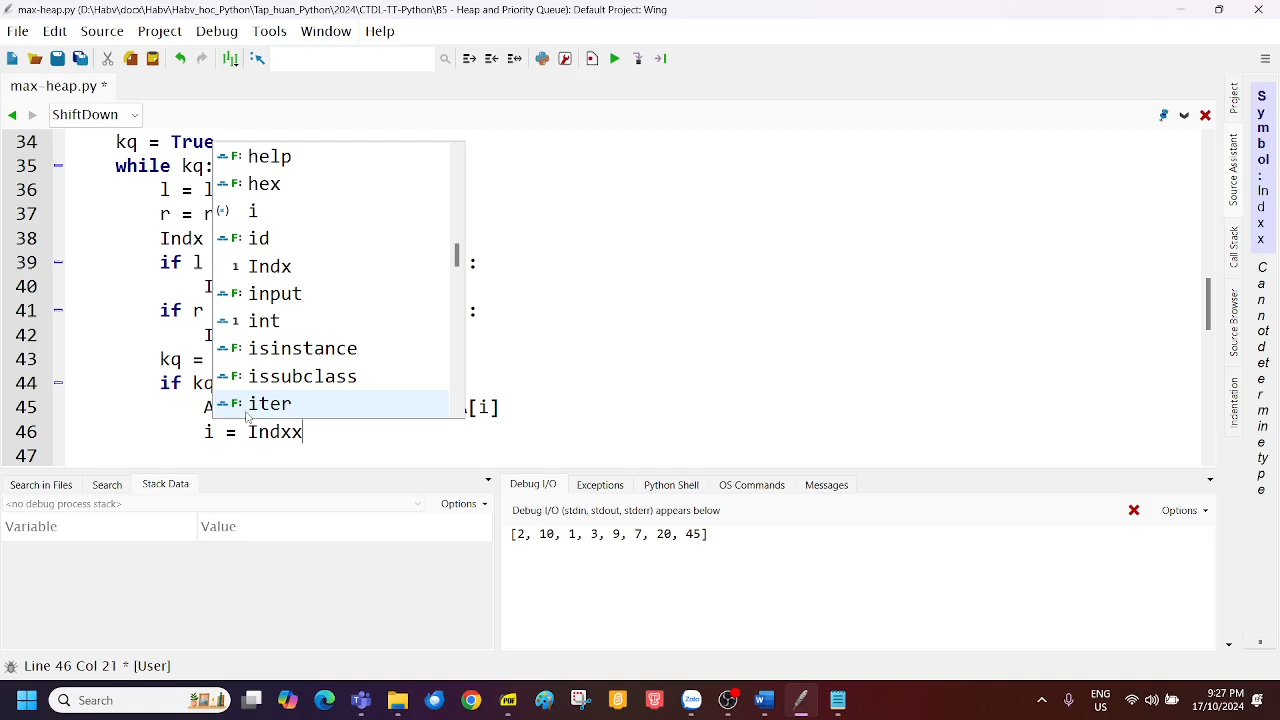 max-heap.py (D:\Habv\docx\Habv\Habv_hoc_Python\Tap_huan_Python\2024\CTDL-TT-Python\B5 - Heap and Priority Queue): Default Project: Wing
File Edit Source Project Debug Tools Window Help
max-heap.py *
ShiftDown
34 kq = True
35 while kq:
36 l = l
37 r = r
38 Indx
39 if l :
40 I
41 if r :
42 I
43 kq =
44 if kq
45 A [i]
46 i = Indxx
47
help
hex
i
id
Indx
input
int
isinstance
issubclass
iter
Project
Source Assistant
Call Stack
Source Browser
Indentation
Symbol: Indxx
Cannot determine type
Search in Files Search Stack Data
<no debug process stack> Options
Variable Value
Debug I/O Exceptions Python Shell OS Commands Messages
Debug I/O (stdin, stdout, stderr) appears below Options
[2, 10, 1, 3, 9, 7, 20, 45]
Line 46 Col 21 * [User]
Search
ENG
US
9:27 PM
17/10/2024